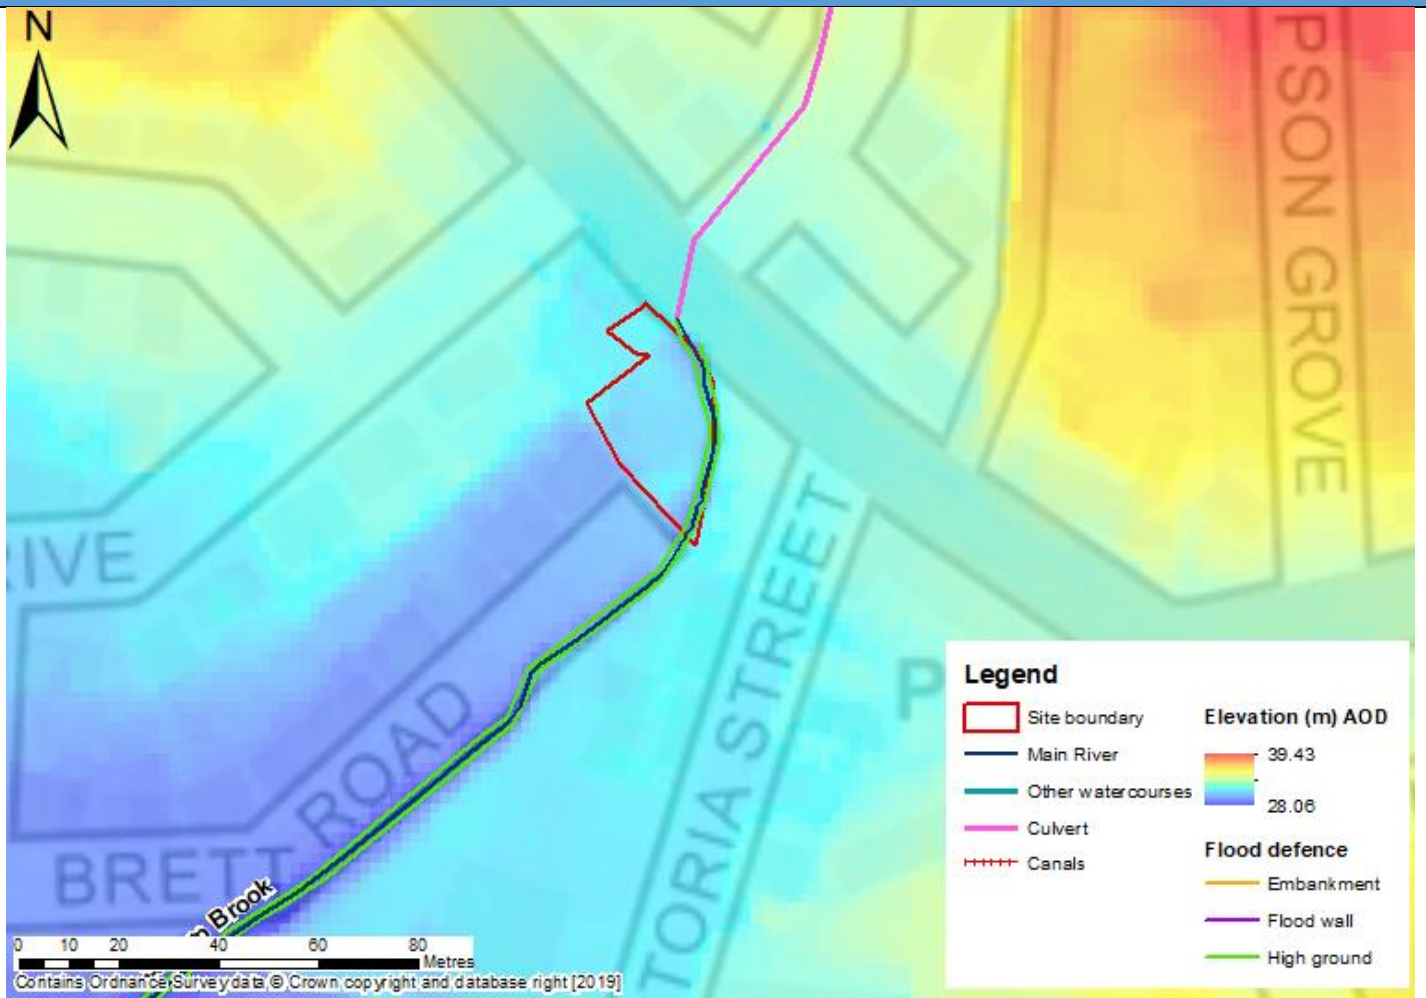 N
PSON GROVE
RIVE
TORIA STREET
P
BRETT ROAD
Brook
0 10 20 40 60 80
Metres
Contains Ordnance Survey data © Crown copyright and database right [2019]
Legend
Site boundary
Main River
Other watercourses
Culvert
Canals
Elevation (m) AOD
39.43
28.06
Flood defence
Embankment
Flood wall
High ground